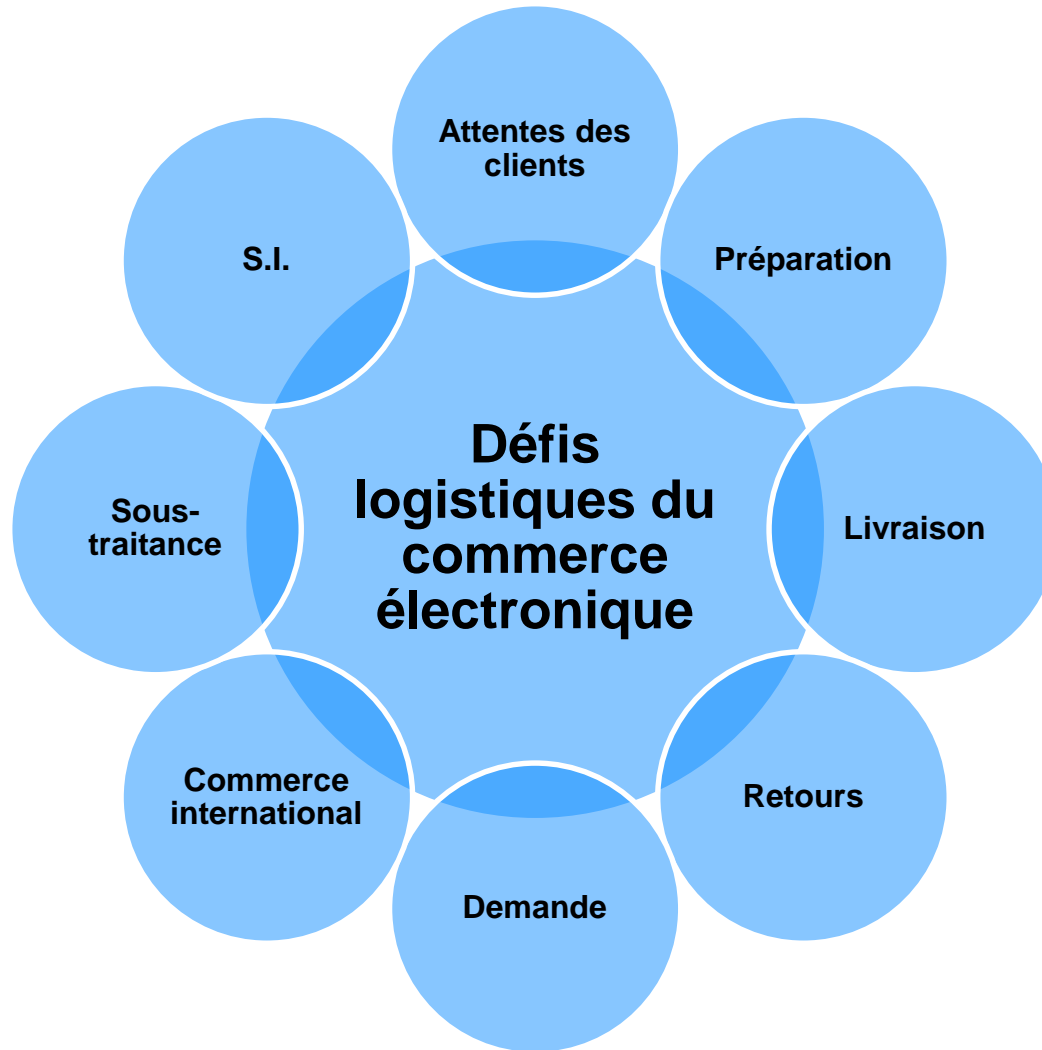 Attentes des
clients
Préparation
Livraison
Retours
Demande
Commerce
international
Sous-
traitance
S.I.
Défis
logistiques du
commerce
électronique